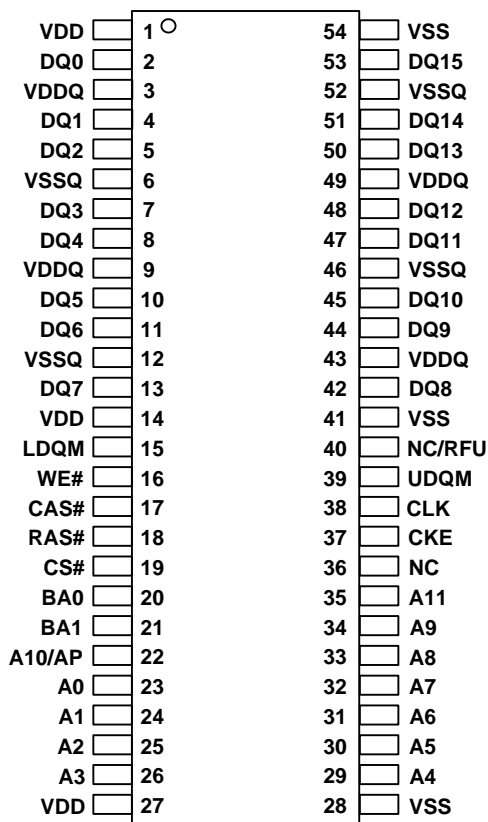 VDD 1 54 VSS
DQ0 2 53 DQ15
VDDQ 3 52 VSSQ
DQ1 4 51 DQ14
DQ2 5 50 DQ13
VSSQ 6 49 VDDQ
DQ3 7 48 DQ12
DQ4 8 47 DQ11
VDDQ 9 46 VSSQ
DQ5 10 45 DQ10
DQ6 11 44 DQ9
VSSQ 12 43 VDDQ
DQ7 13 42 DQ8
VDD 14 41 VSS
LDQM 15 40 NC/RFU
WE# 16 39 UDQM
CAS# 17 38 CLK
RAS# 18 37 CKE
CS# 19 36 NC
BA0 20 35 A11
BA1 21 34 A9
A10/AP 22 33 A8
A0 23 32 A7
A1 24 31 A6
A2 25 30 A5
A3 26 29 A4
VDD 27 28 VSS